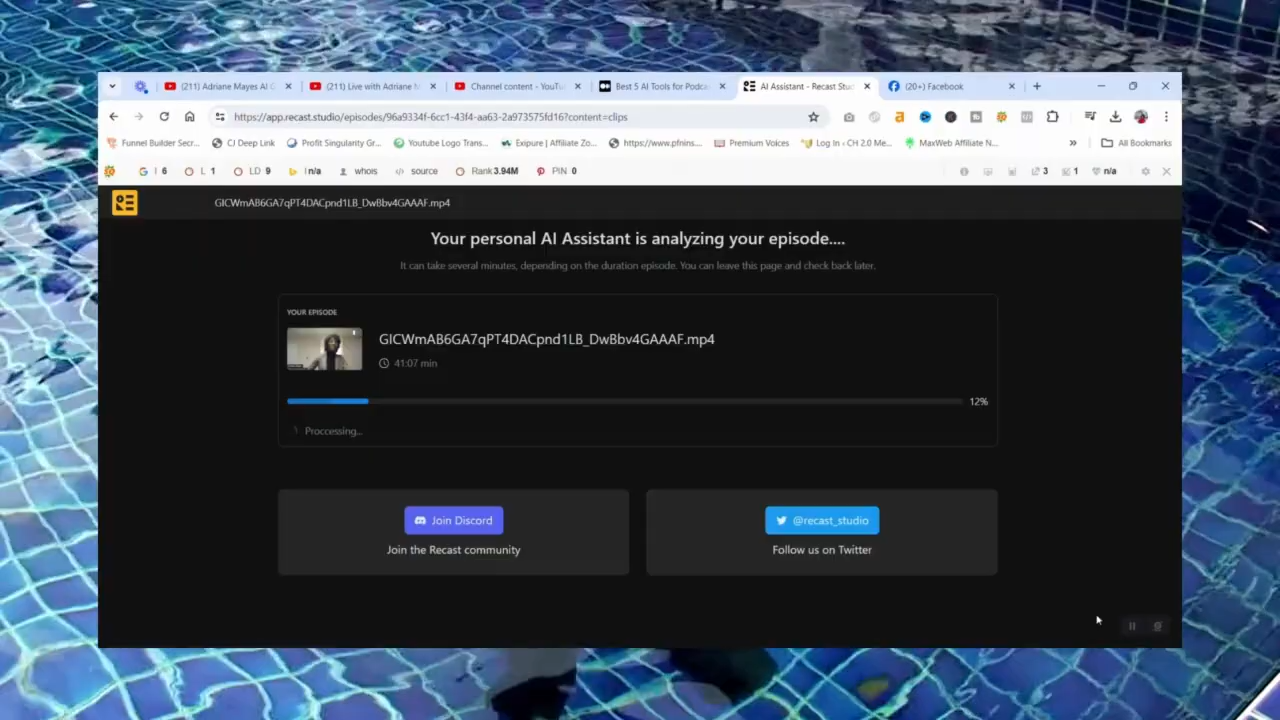 (211) Adriane Mayes AI C
(211) Live with Adriane M
Channel content - YouTu
Best 5 AI Tools for Podca
AI Assistant - Recast Stud
(20+) Facebook
https://app.recast.studio/episodes/96a9334f-6cc1-43f4-aa63-2a973575fd16?content=clips
Funnel Builder Secr...
CJ Deep Link
Profit Singularity Gr...
Youtube Logo Trans...
Exipure | Affiliate Zo...
https://www.pfnins...
Premium Voices
Log In ‹ CH 2.0 Me...
MaxWeb Affiliate N...
»
All Bookmarks
I 6
L 1
LD 9
I n/a
whois
source
Rank 3.94M
PIN 0
3
1
n/a
GICWmAB6GA7qPT4DACpnd1LB_DwBbv4GAAAF.mp4
Your personal AI Assistant is analyzing your episode....
It can take several minutes, depending on the duration episode. You can leave this page and check back later.
YOUR EPISODE
GICWmAB6GA7qPT4DACpnd1LB_DwBbv4GAAAF.mp4
41:07 min
12%
Proccessing...
Join Discord
Join the Recast community
@recast_studio
Follow us on Twitter